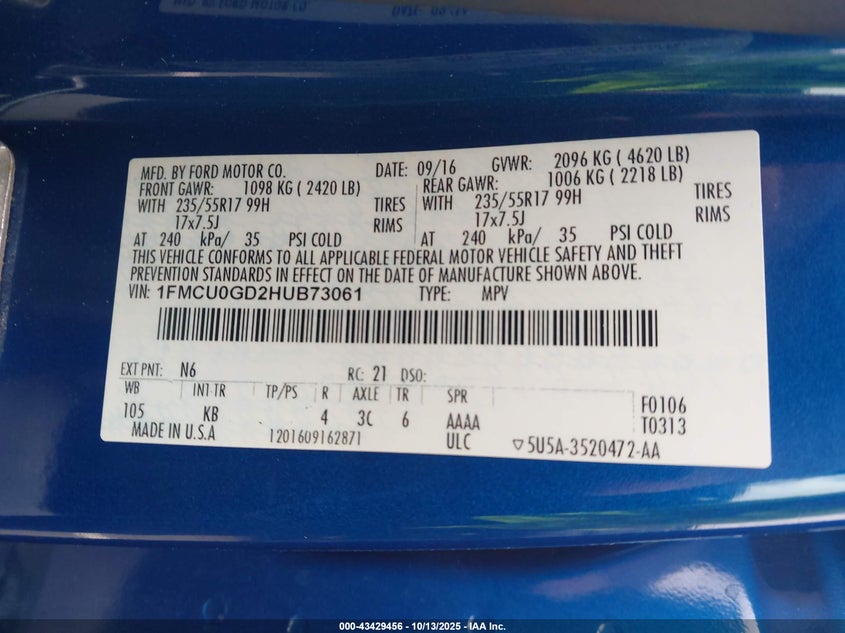 MFD. BY FORD MOTOR CO. DATE: 09/16 GVWR: 2096 KG ( 4620 LB)
FRONT GAWR: 1098 KG ( 2420 LB) REAR GAWR: 1006 KG ( 2218 LB)
WITH 235/55R17 99H TIRES WITH 235/55R17 99H TIRES
17x7.5J RIMS 17x7.5J RIMS
AT 240 kPa/ 35 PSI COLD AT 240 kPa/ 35 PSI COLD
THIS VEHICLE CONFORMS TO ALL APPLICABLE FEDERAL MOTOR VEHICLE SAFETY AND THEFT
PREVENTION STANDARDS IN EFFECT ON THE DATE OF MANUFACTURE SHOWN ABOVE.
VIN: 1FMCU0GD2HUB73061 TYPE: MPV
EXT PNT: N6 RC: 21 DSO:
WB INT TR TP/PS R AXLE TR SPR
105 KB 4 3C 6 AAAA F0106
MADE IN U.S.A 1201609162871 ULC T0313
5U5A-3520472-AA
000-43429456 - 10/13/2025 - IAA Inc.